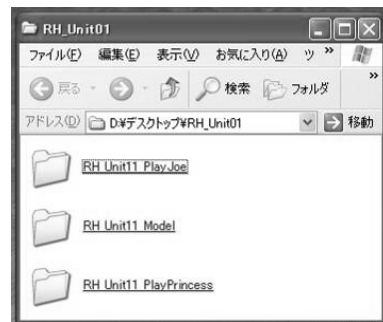 RH_Unit01
ファイル(F) 編集(E) 表示(V) お気に入り(A) ツ »
戻る 検索 フォルダ »
アドレス(D) D:¥デスクトップ¥RH_Unit01 移動
RH Unit11 PlayJoe
RH Unit11 Model
RH Unit11 PlayPrincess